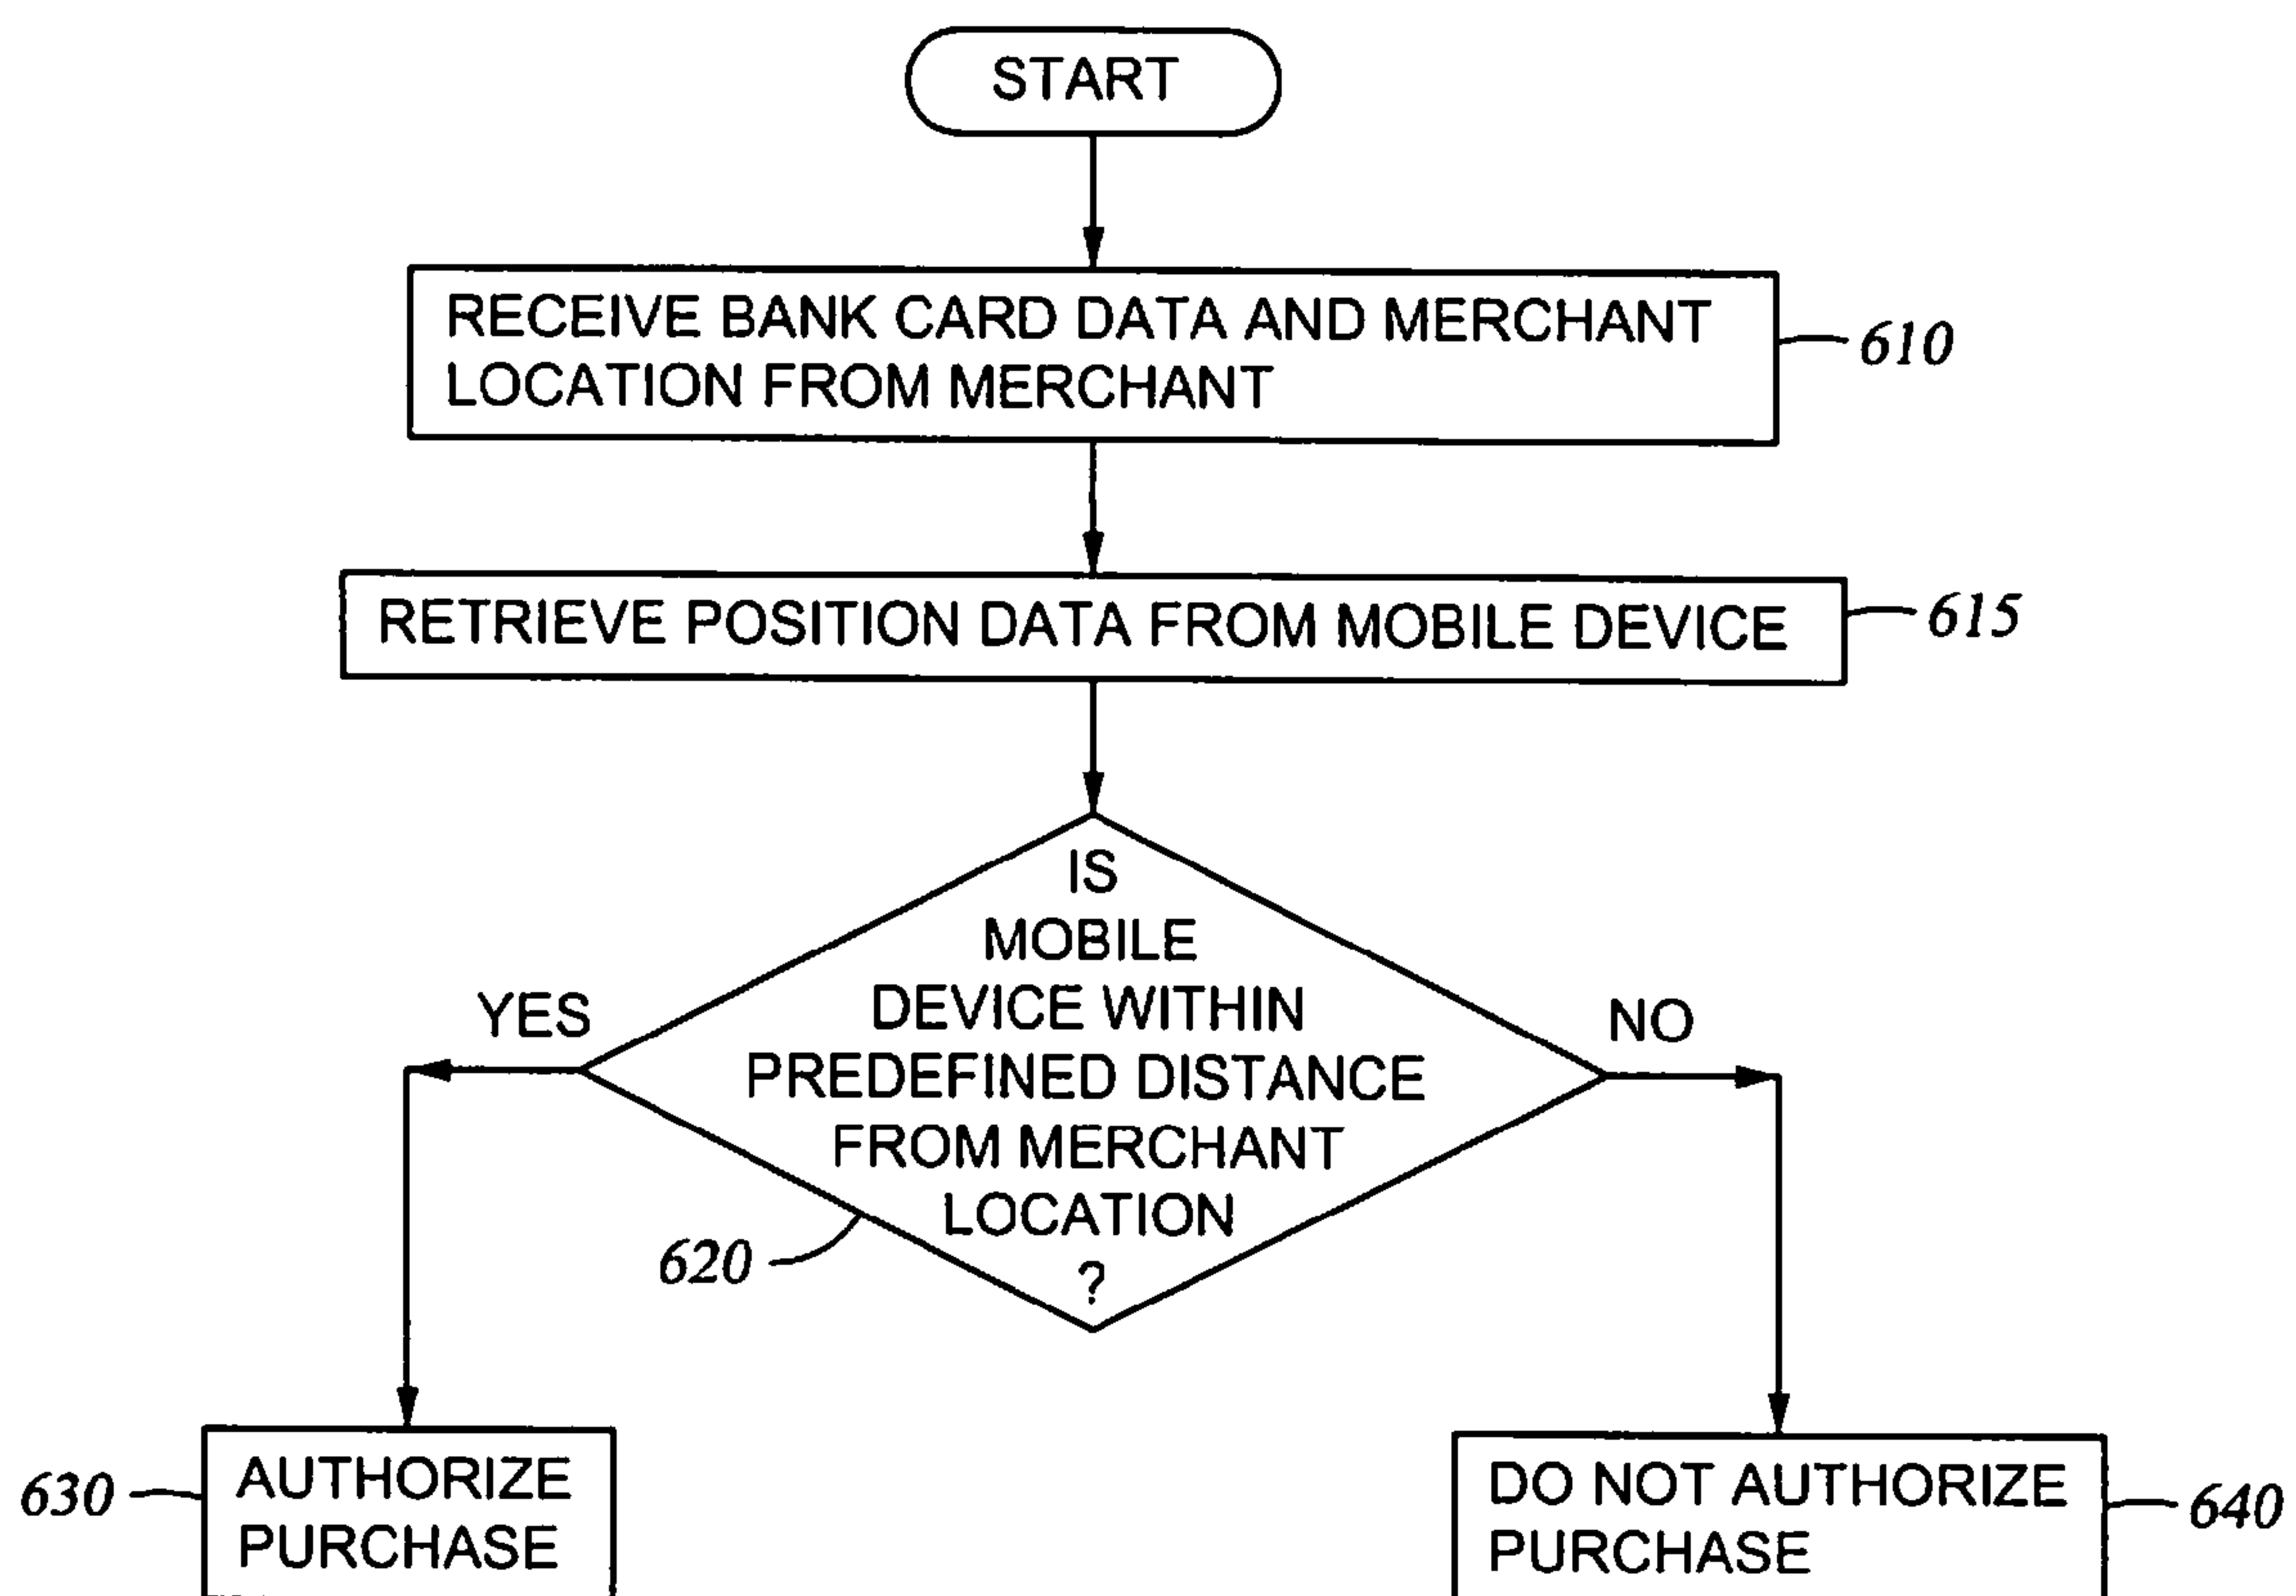 START
RECEIVE BANK CARD DATA AND MERCHANT
LOCATION FROM MERCHANT
610
RETRIEVE POSITION DATA FROM MOBILE DEVICE
615
IS
MOBILE
DEVICE WITHIN
PREDEFINED DISTANCE
FROM MERCHANT
LOCATION
?
YES
NO
620
630
AUTHORIZE
PURCHASE
DO NOT AUTHORIZE
PURCHASE
640